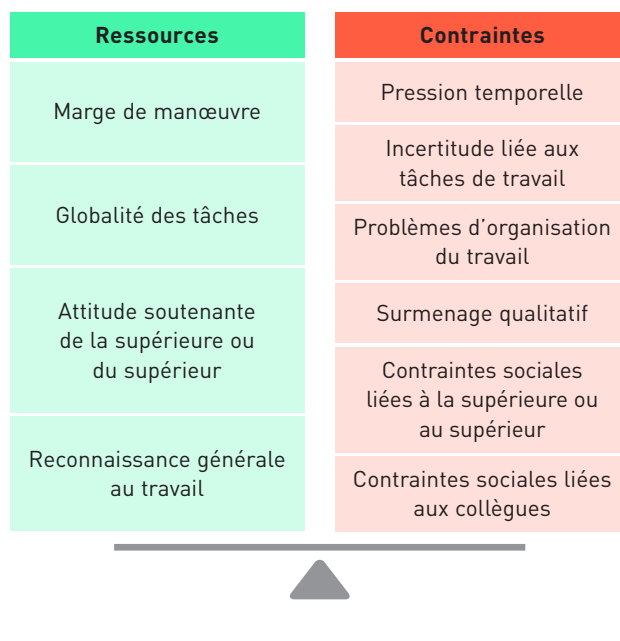 Ressources
Marge de manœuvre
Globalité des tâches
Attitude soutenante
de la supérieure ou
du supérieur
Reconnaissance générale
au travail
Contraintes
Pression temporelle
Incertitude liée aux
tâches de travail
Problèmes d’organisation
du travail
Surmenage qualitatif
Contraintes sociales
liées à la supérieure ou
au supérieur
Contraintes sociales liées
aux collègues